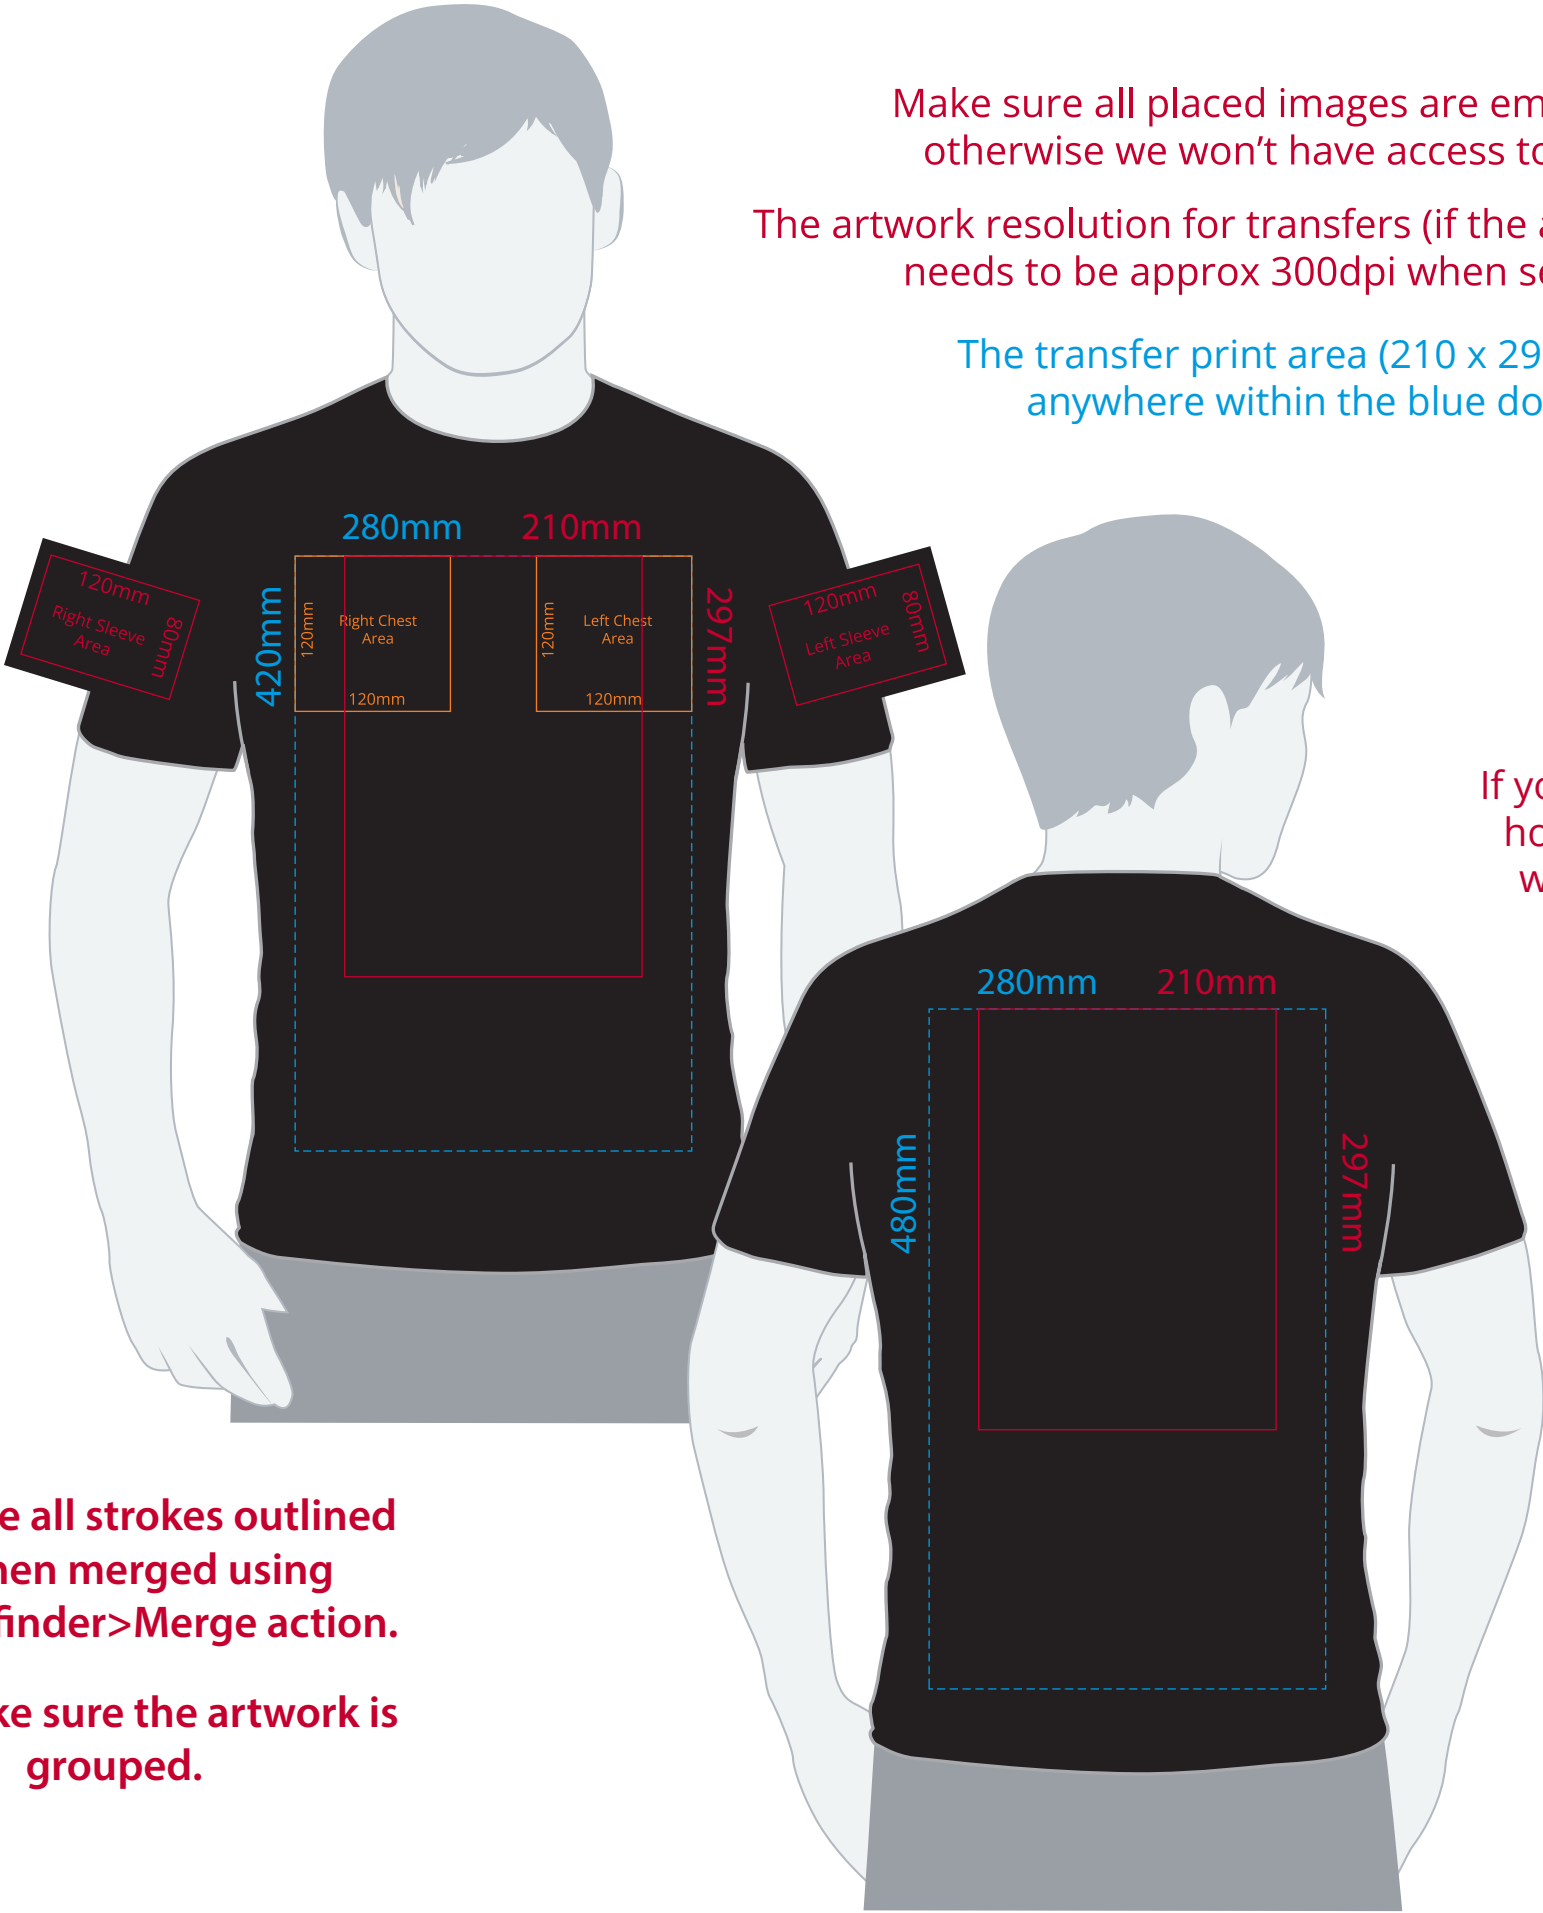 Make sure all placed images are em
otherwise we won't have access to
The artwork resolution for transfers (if the a
needs to be approx 300dpi when se
The transfer print area (210 x 29
anywhere within the blue do
280mm
210mm
420mm
297mm
120mm
Right Sleeve
Area
80mm
120mm
Right Chest
Area
120mm
120mm
Left Chest
Area
120mm
120mm
Left Sleeve
Area
80mm
If yo
ho
w
280mm
210mm
480mm
297mm
e all strokes outlined
hen merged using
finder>Merge action.
ke sure the artwork is
grouped.